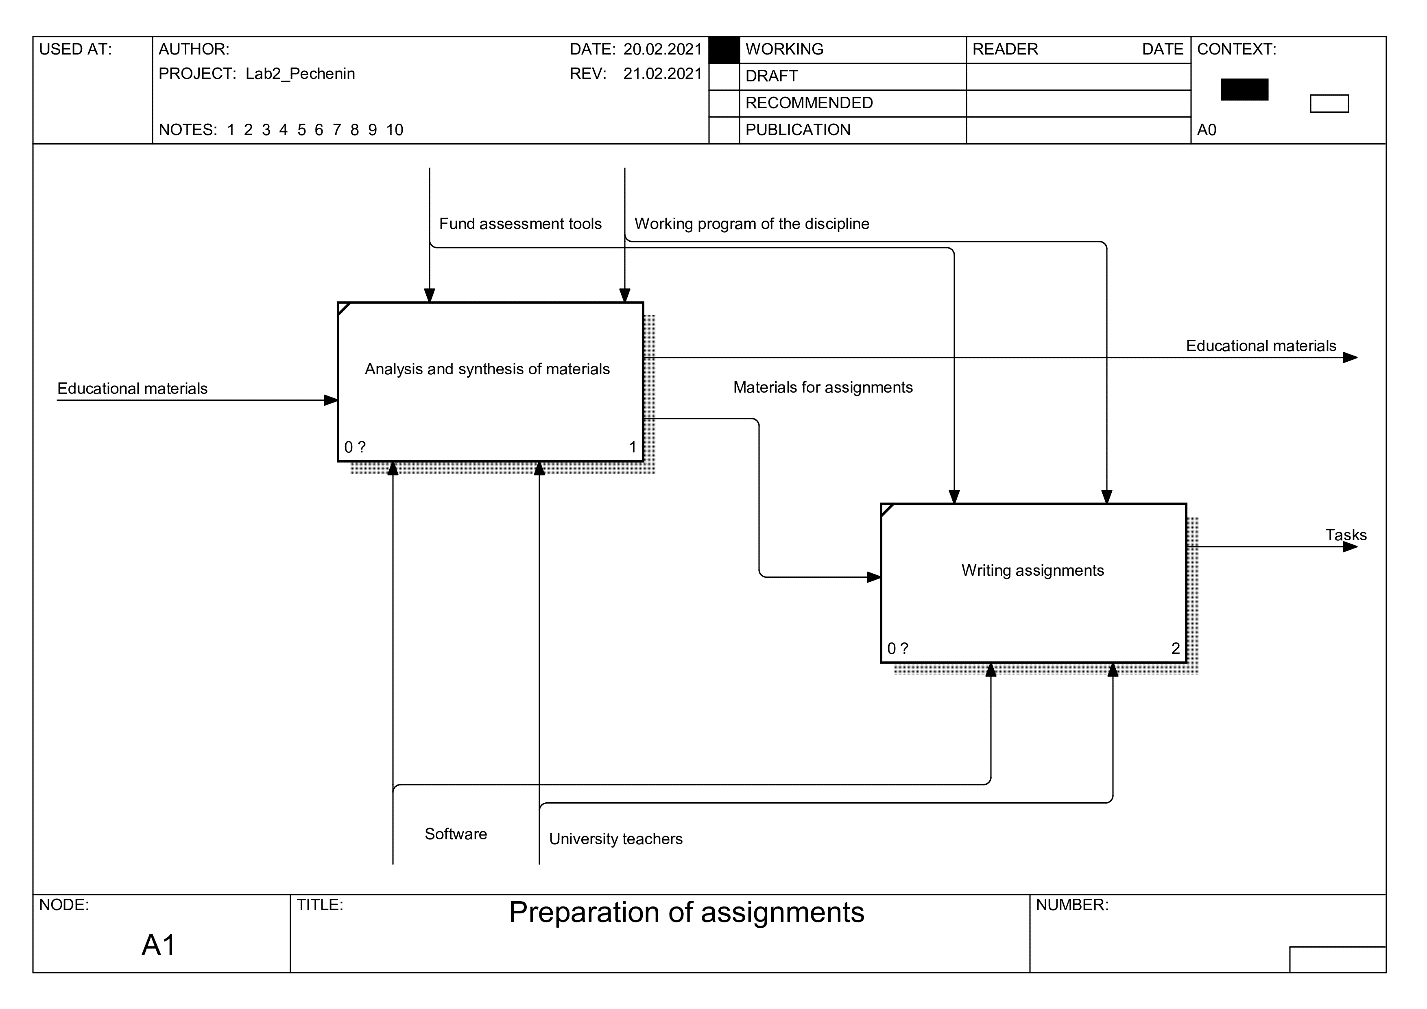 USED AT:
AUTHOR:
DATE: 20.02.2021
PROJECT: Lab2_Pechenin
REV: 21.02.2021
NOTES: 1 2 3 4 5 6 7 8 9 10
WORKING
DRAFT
RECOMMENDED
PUBLICATION
READER
DATE
CONTEXT:
A0
Fund assessment tools
Working program of the discipline
Educational materials
Analysis and synthesis of materials
0 ?
1
Educational materials
Materials for assignments
Tasks
Writing assignments
0 ?
2
Software
University teachers
NODE:
A1
TITLE:
Preparation of assignments
NUMBER: